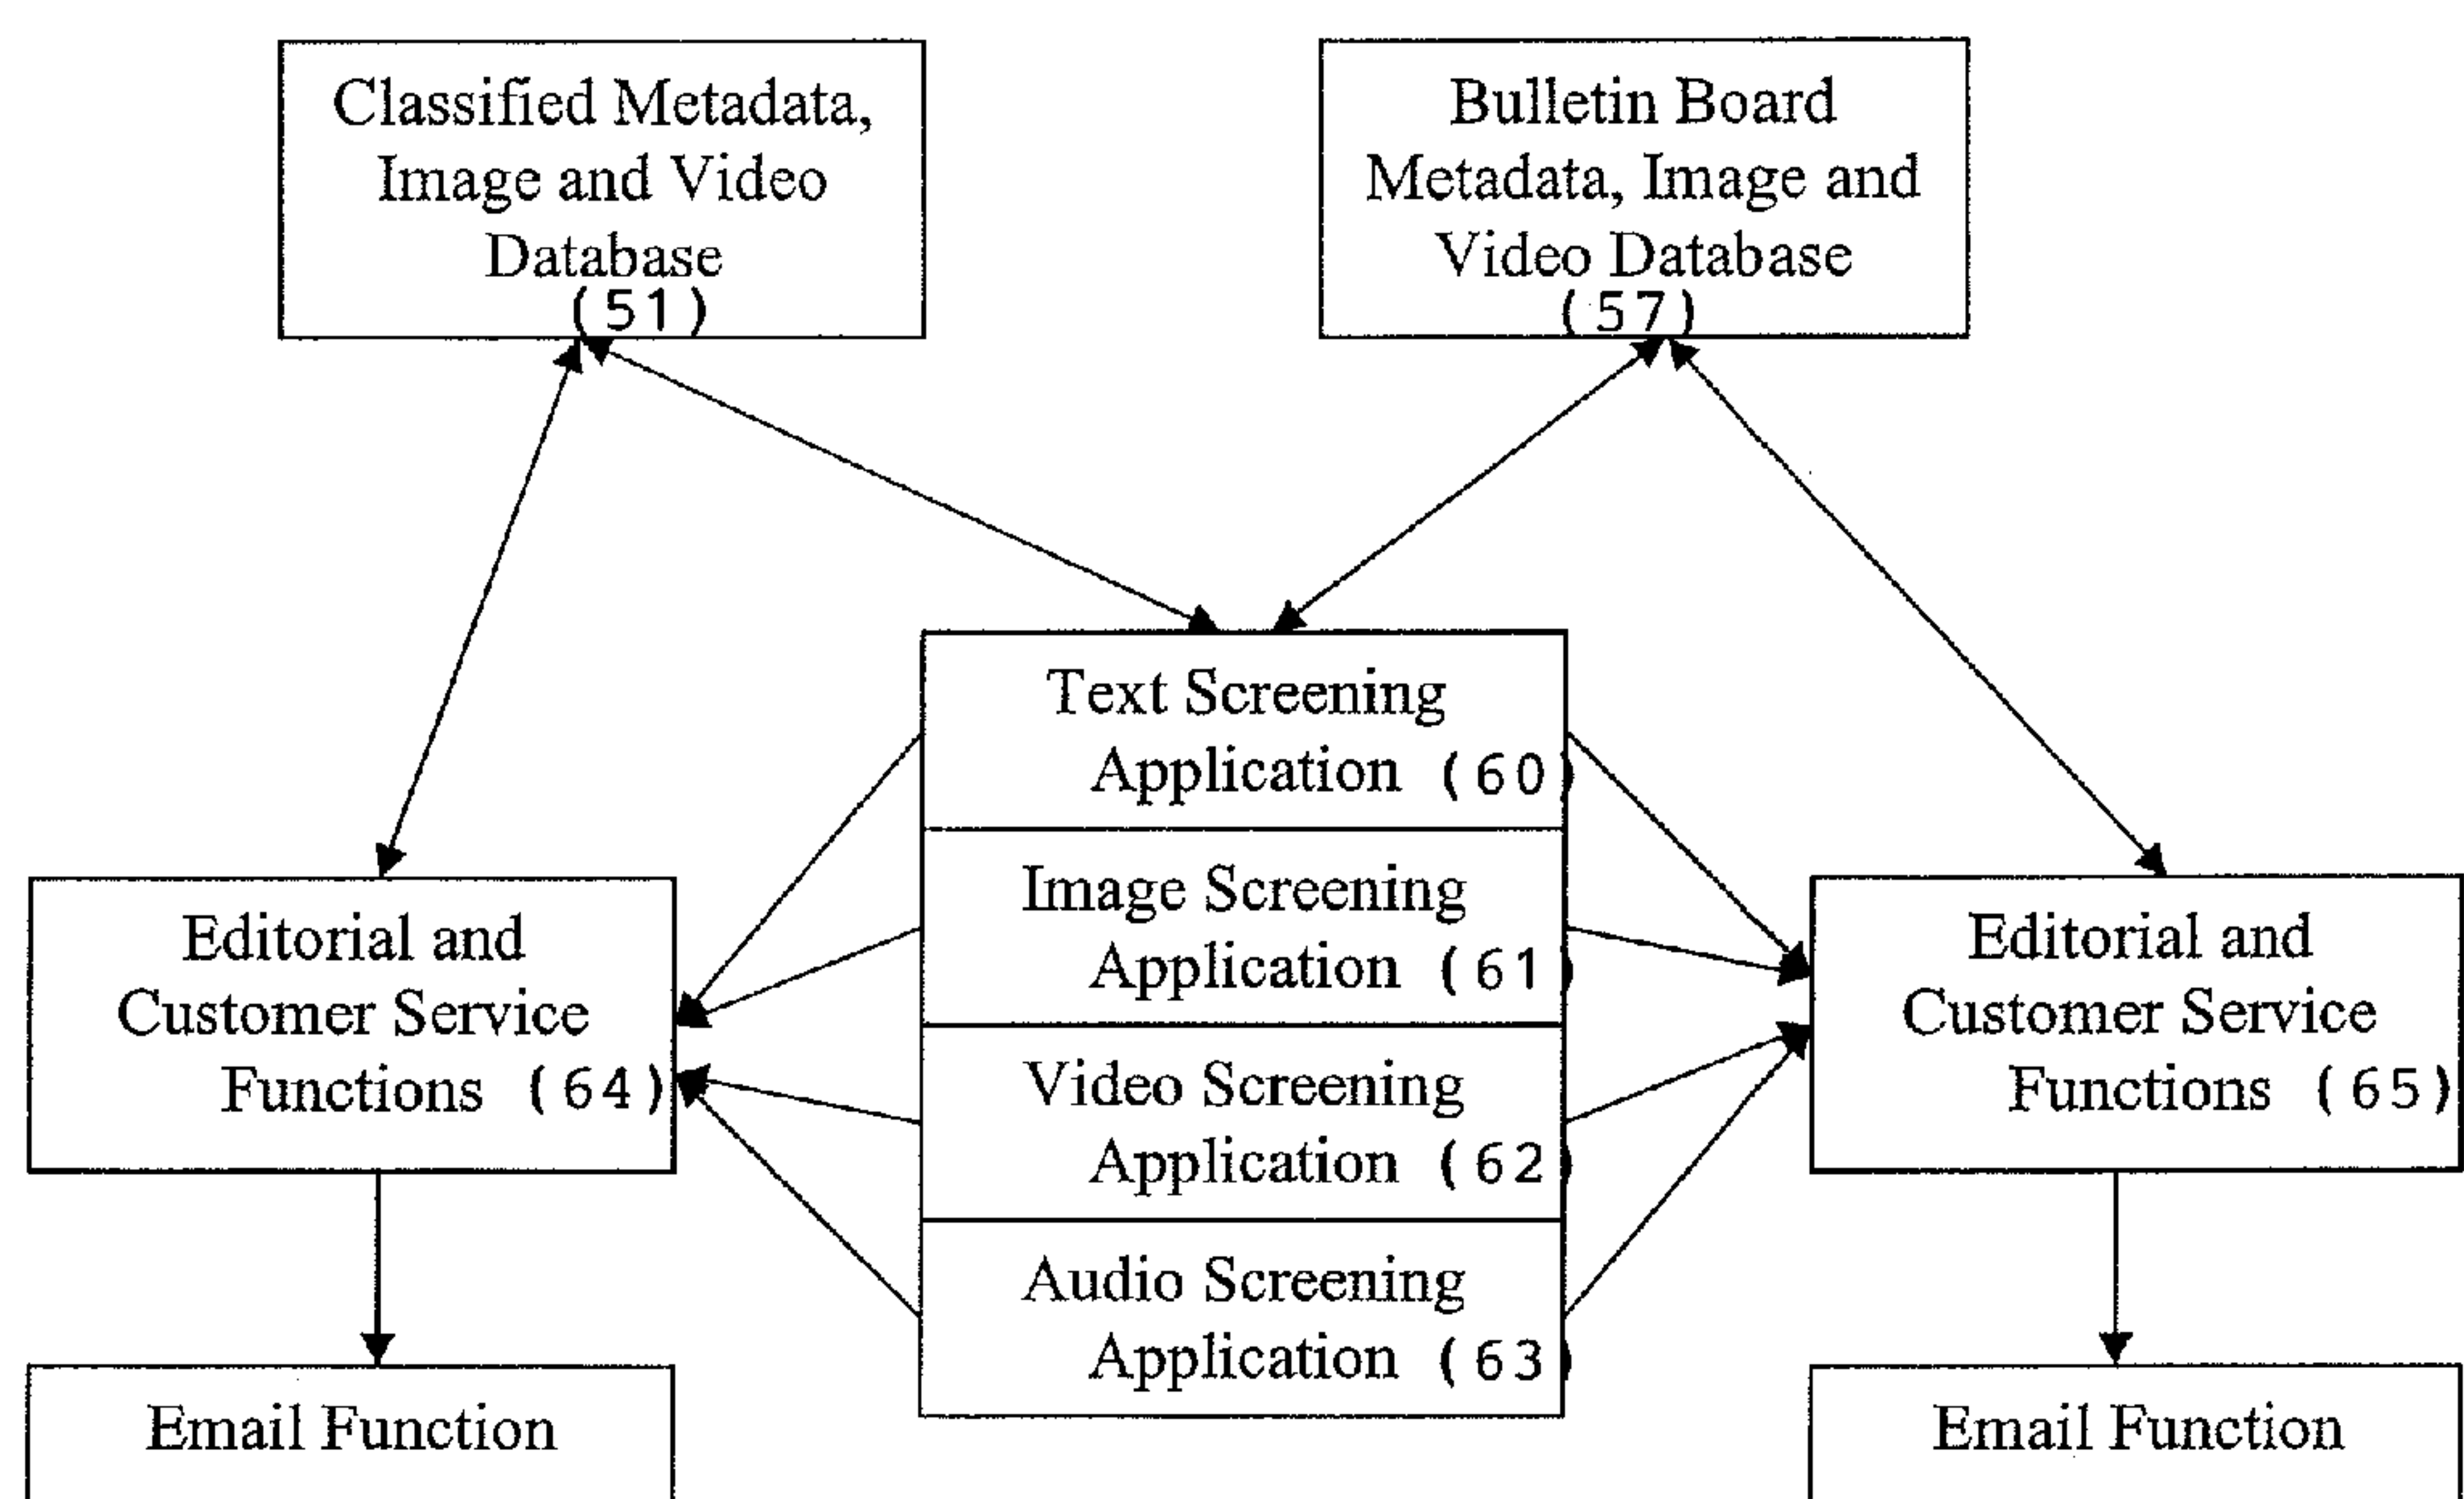 Classified Metadata,
Image and Video
Database
(51)
Bulletin Board
Metadata, Image and
Video Database
(57)
Text Screening
Application (60)
Image Screening
Application (61)
Video Screening
Application (62)
Audio Screening
Application (63)
Editorial and
Customer Service
Functions (64)
Editorial and
Customer Service
Functions (65)
Email Function
Email Function